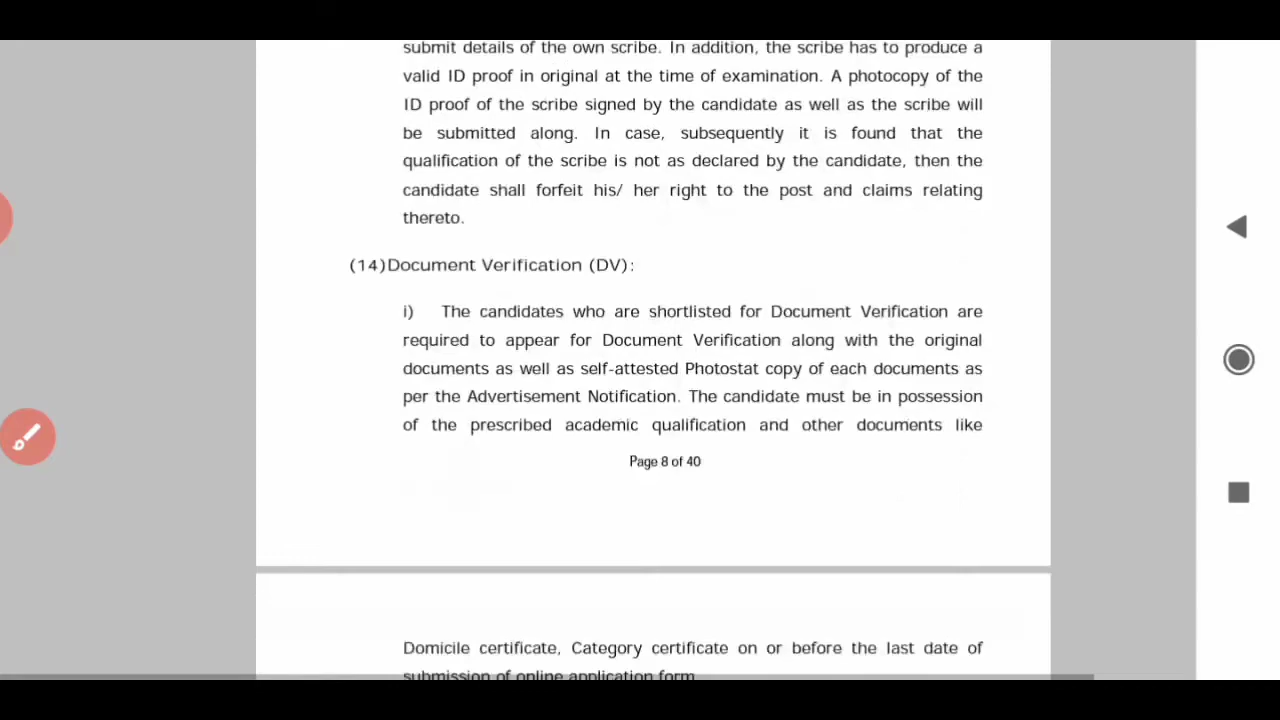 submit details of the own scribe. In addition, the scribe has to produce a
valid ID proof in original at the time of examination. A photocopy of the
ID proof of the scribe signed by the candidate as well as the scribe will
be submitted along. In case, subsequently it is found that the
qualification of the scribe is not as declared by the candidate, then the
candidate shall forfeit his/ her right to the post and claims relating
thereto.
(14)Document Verification (DV):
i) The candidates who are shortlisted for Document Verification are
required to appear for Document Verification along with the original
documents as well as self-attested Photostat copy of each documents as
per the Advertisement Notification. The candidate must be in possession
of the prescribed academic qualification and other documents like
Page 8 of 40
Domicile certificate, Category certificate on or before the last date of
submission of online application form